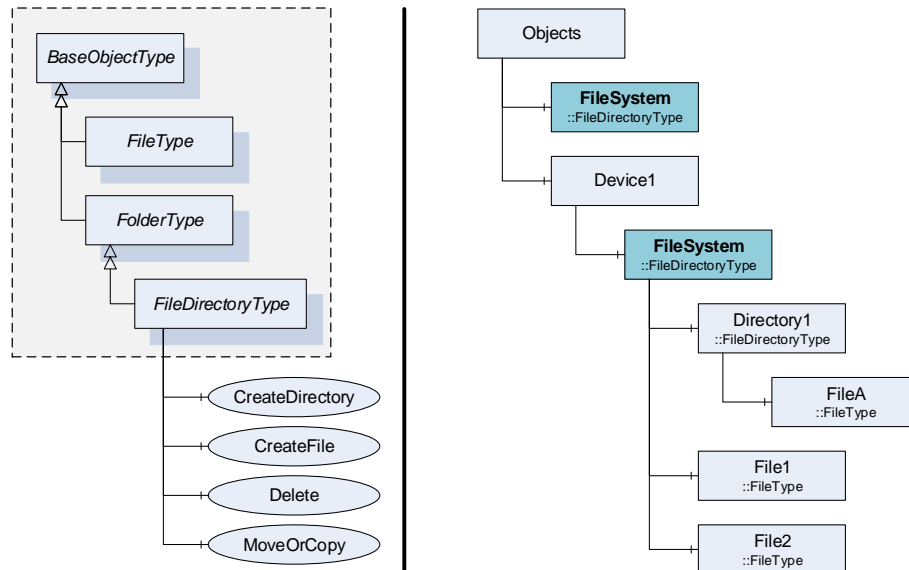 BaseObjectType
FileType
FolderType
FileDirectoryType
CreateDirectory
CreateFile
Delete
MoveOrCopy
Objects
FileSystem
::FileDirectoryType
Device1
FileSystem
::FileDirectoryType
Directory1
::FileDirectoryType
FileA
::FileType
File1
::FileType
File2
::FileType